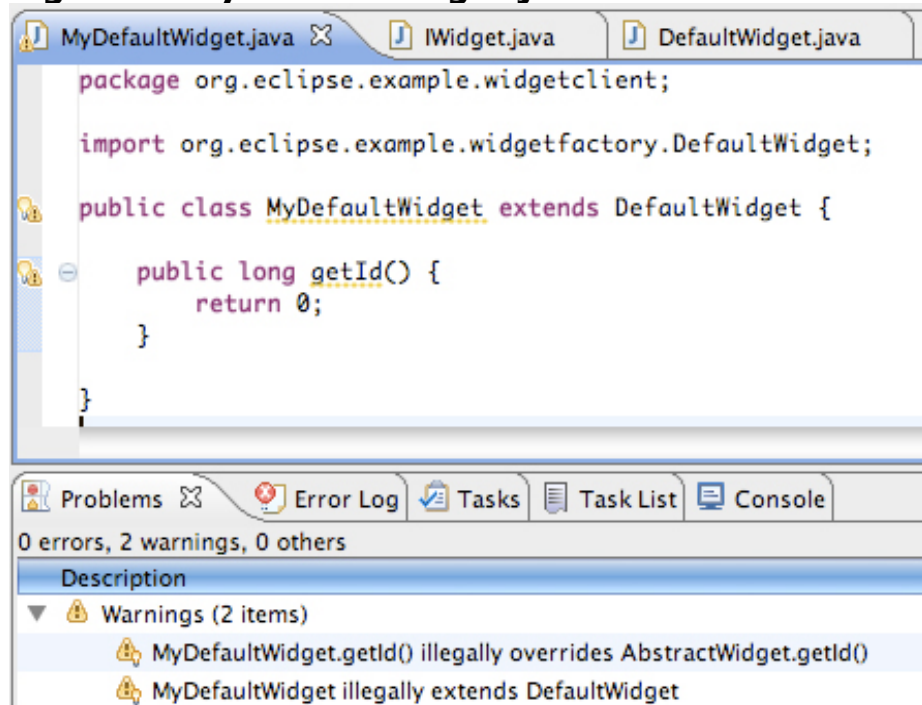 MyDefaultWidget.java IWidget.java DefaultWidget.java
package org.eclipse.example.widgetclient;
import org.eclipse.example.widgetfactory.DefaultWidget;
public class MyDefaultWidget extends DefaultWidget {
public long getId() {
return 0;
}
}
Problems Error Log Tasks Task List Console
0 errors, 2 warnings, 0 others
Description
Warnings (2 items)
MyDefaultWidget.getId() illegally overrides AbstractWidget.getId()
MyDefaultWidget illegally extends DefaultWidget